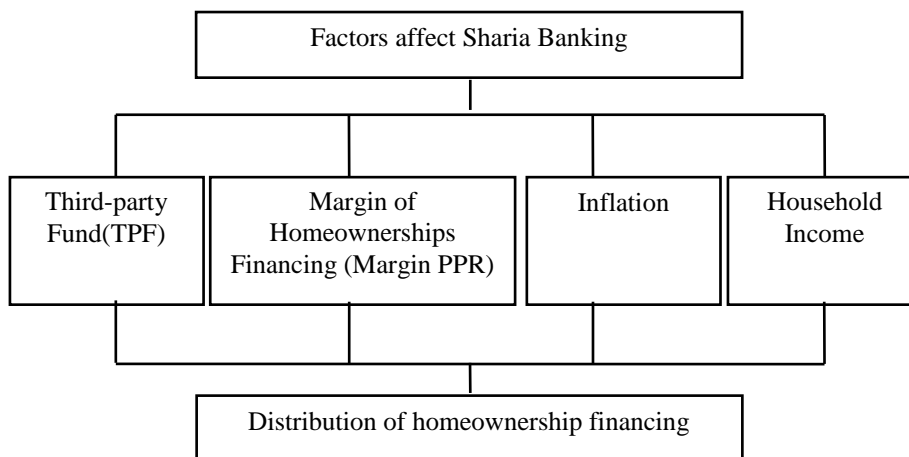 Factors affect Sharia Banking
Third-party
Fund(TPF)
Margin of
Homeownerships
Financing (Margin PPR)
Inflation
Household
Income
Distribution of homeownership financing